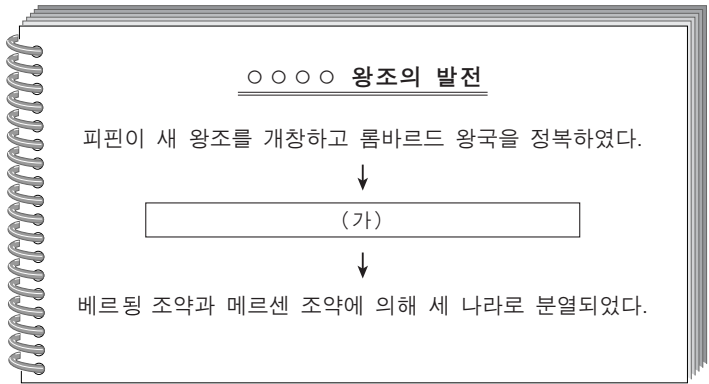 ○○○○ 왕조의 발전
피핀이 새 왕조를 개창하고 롬바르드 왕국을 정복하였다.
↓
(가)
↓
베르됭 조약과 메르센 조약에 의해 세 나라로 분열되었다.